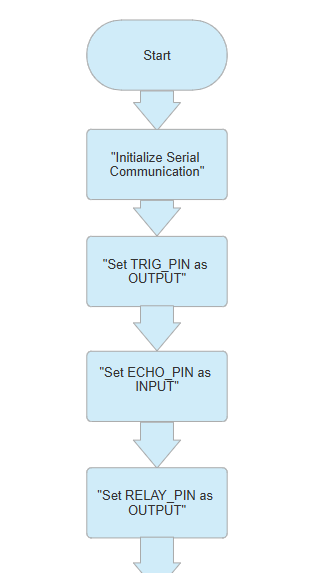 Start
"Initialize Serial
Communication"
"Set TRIG_PIN as
OUTPUT"
"Set ECHO_PIN as
INPUT"
"Set RELAY_PIN as
OUTPUT"